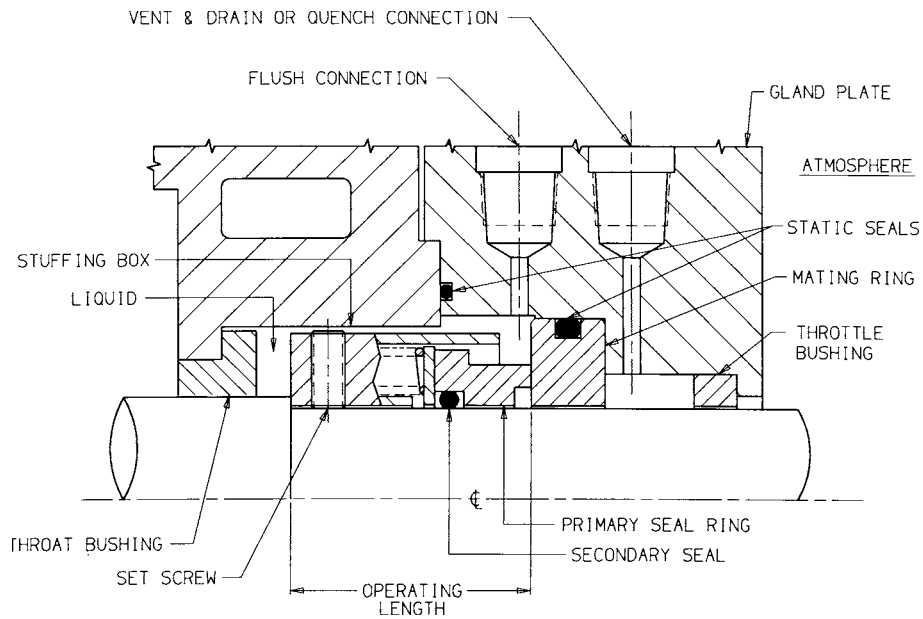 VENT & DRAIN OR QUENCH CONNECTION
FLUSH CONNECTION
GLAND PLATE
ATMOSPHERE
STATIC SEALS
STUFFING BOX
MATING RING
LIQUID
THROTTLE
BUSHING
℄
PRIMARY SEAL RING
THROAT BUSHING
SECONDARY SEAL
SET SCREW
OPERATING
LENGTH